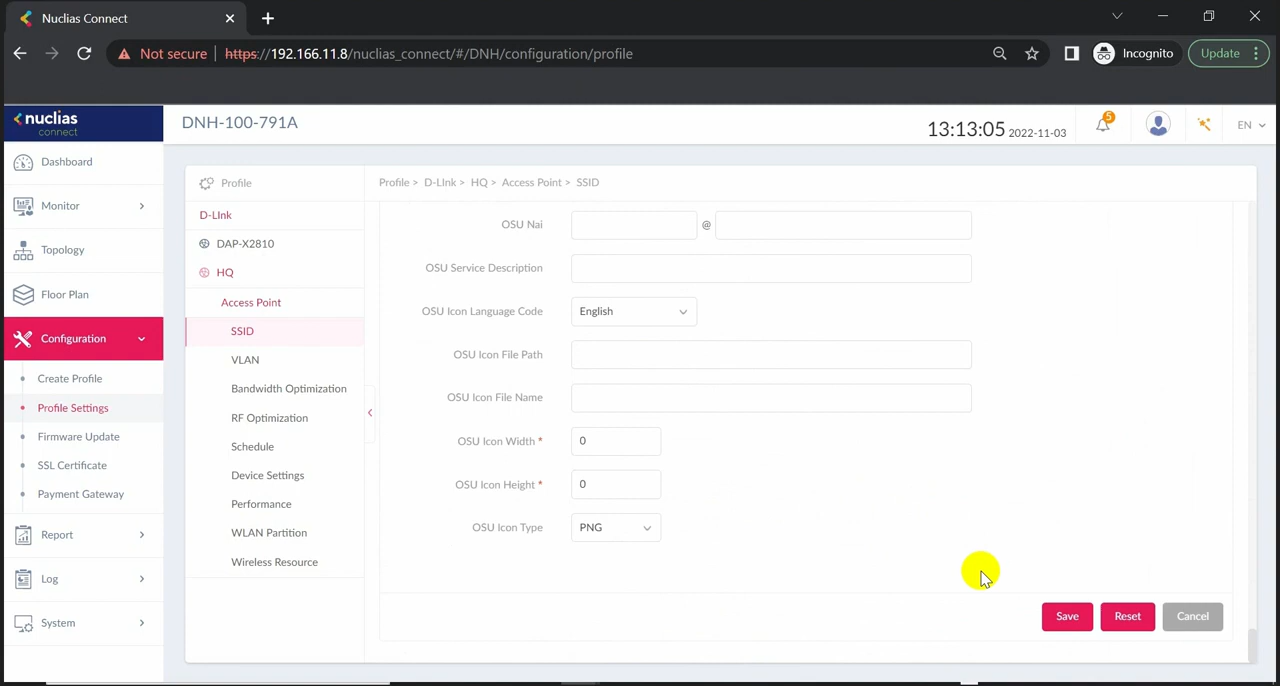 Nuclias Connect
Not secure
https://192.166.11.8/nuclias_connect/#/DNH/configuration/profile
Incognito
Update
nuclias
connect
DNH-100-791A
13:13:05 2022-11-03
5
EN
Dashboard
Monitor
Topology
Floor Plan
Configuration
Create Profile
Profile Settings
Firmware Update
SSL Certificate
Payment Gateway
Report
Log
System
Profile
D-LInk
DAP-X2810
HQ
Access Point
SSID
VLAN
Bandwidth Optimization
RF Optimization
Schedule
Device Settings
Performance
WLAN Partition
Wireless Resource
Profile > D-LInk > HQ > Access Point > SSID
OSU Nai @
OSU Service Description
OSU Icon Language Code English
OSU Icon File Path
OSU Icon File Name
OSU Icon Width * 0
OSU Icon Height * 0
OSU Icon Type PNG
Save Reset Cancel